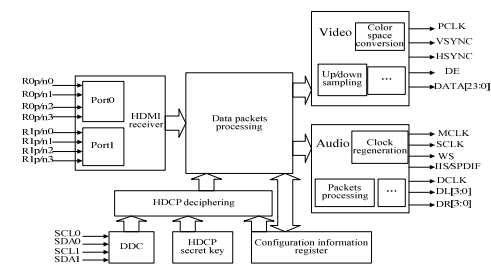 R0p/n0
R0p/n1
R0p/n2
R0p/n3
R1p/n0
R1p/n1
R1p/n2
R1p/n3
Port0
Port1
HDMI
receiver
Data packets
processing
Video
Color
space
conversion
Up/down
sampling
...
PCLK
VSYNC
HSYNC
DE
DATA[23:0]
Audio
Clock
regeneration
Packets
processing
...
MCLK
SCLK
WS
IIS/SPDIF
DCLK
DL[3:0]
DR[3:0]
HDCP deciphering
SCL0
SDA0
SCL1
SDA1
DDC
HDCP
secret key
Configuration information
register